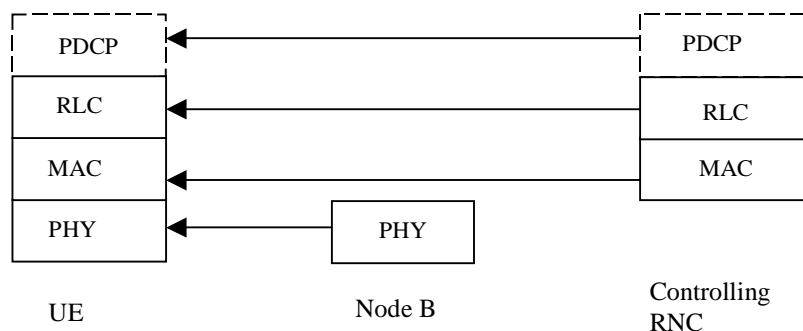 PDCP
PDCP
RLC
RLC
MAC
MAC
PHY
PHY
UE
Node B
Controlling
RNC